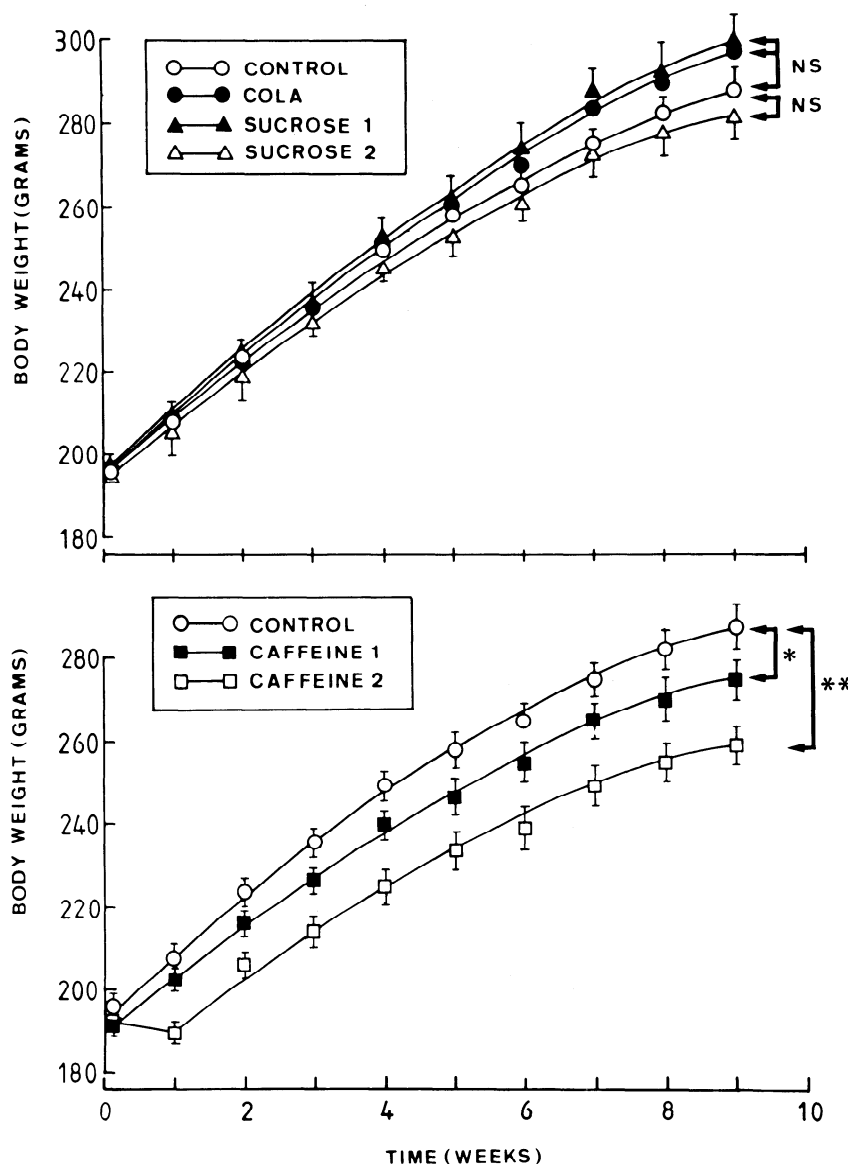 300
280
260
240
220
200
180
BODY WEIGHT (GRAMS)
CONTROL
COLA
SUCROSE 1
SUCROSE 2
NS
NS
280
260
240
220
200
180
BODY WEIGHT (GRAMS)
CONTROL
CAFFEINE 1
CAFFEINE 2
*
**
0 2 4 6 8 10
TIME (WEEKS)